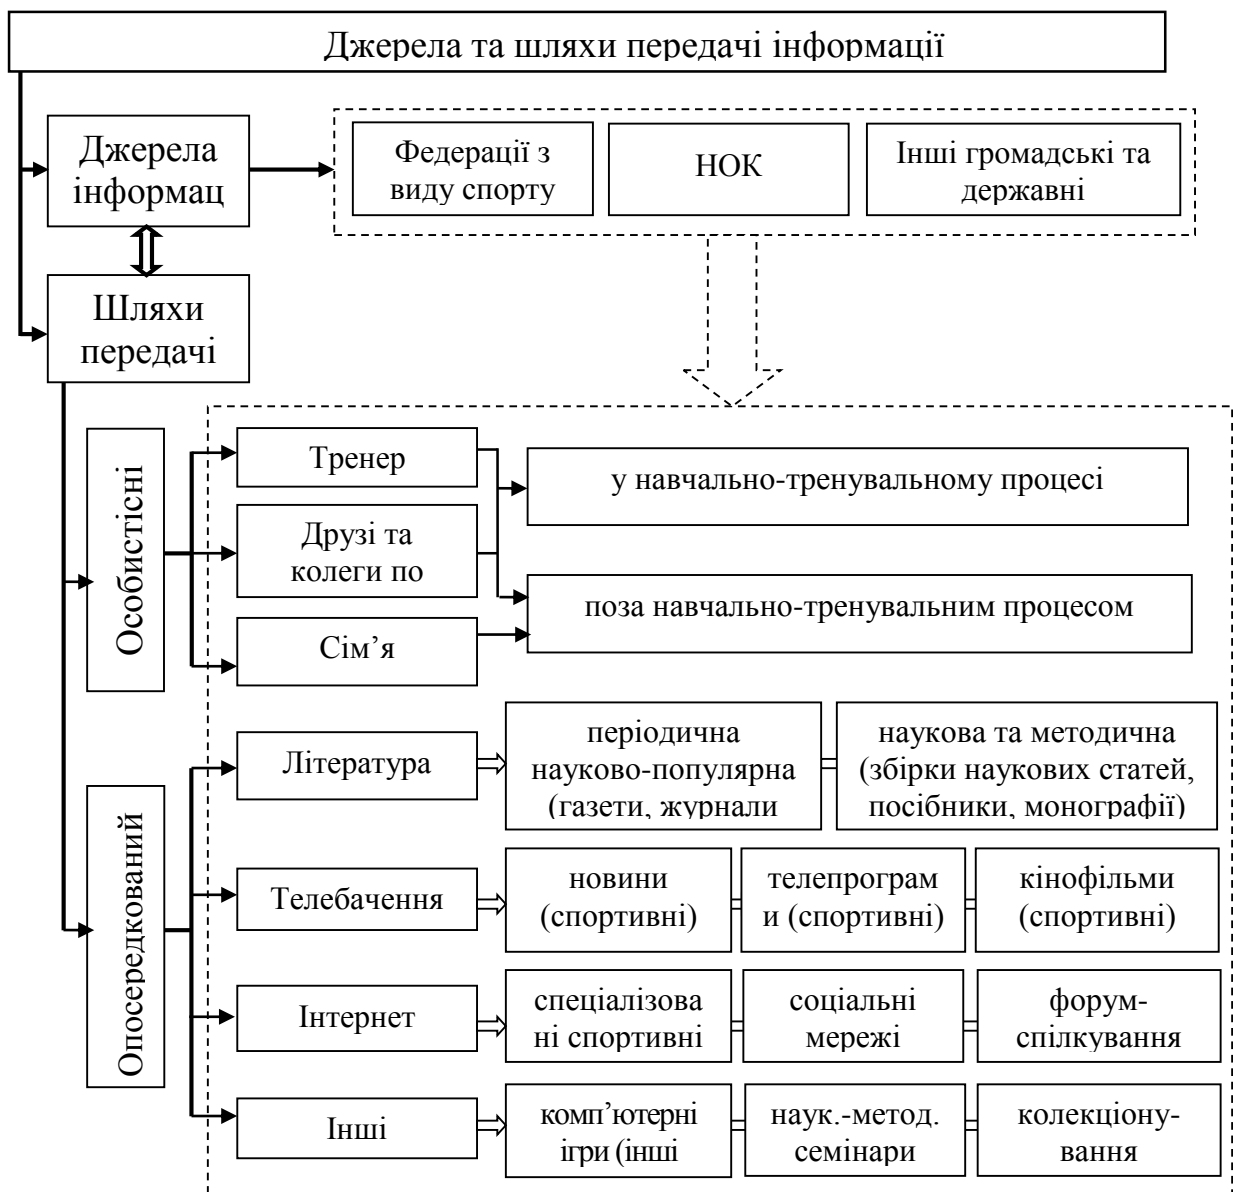 Джерела та шляхи передачі інформації
Джерела
інформац
Федерації з
виду спорту
НОК
Інші громадські та
державні
Шляхи
передачі
Особистісні
Тренер
у навчально-тренувальному процесі
Друзі та
колеги по
поза навчально-тренувальним процесом
Сім’я
Опосередкований
Література
періодична
науково-популярна
(газети, журнали
наукова та методична
(збірки наукових статей,
посібники, монографії)
Телебачення
новини
(спортивні)
телепрограм
и (спортивні)
кінофільми
(спортивні)
Інтернет
спеціалізова
ні спортивні
соціальні
мережі
форум-
спілкування
Інші
комп’ютерні
ігри (інші
наук.-метод.
семінари
колекціону-
вання